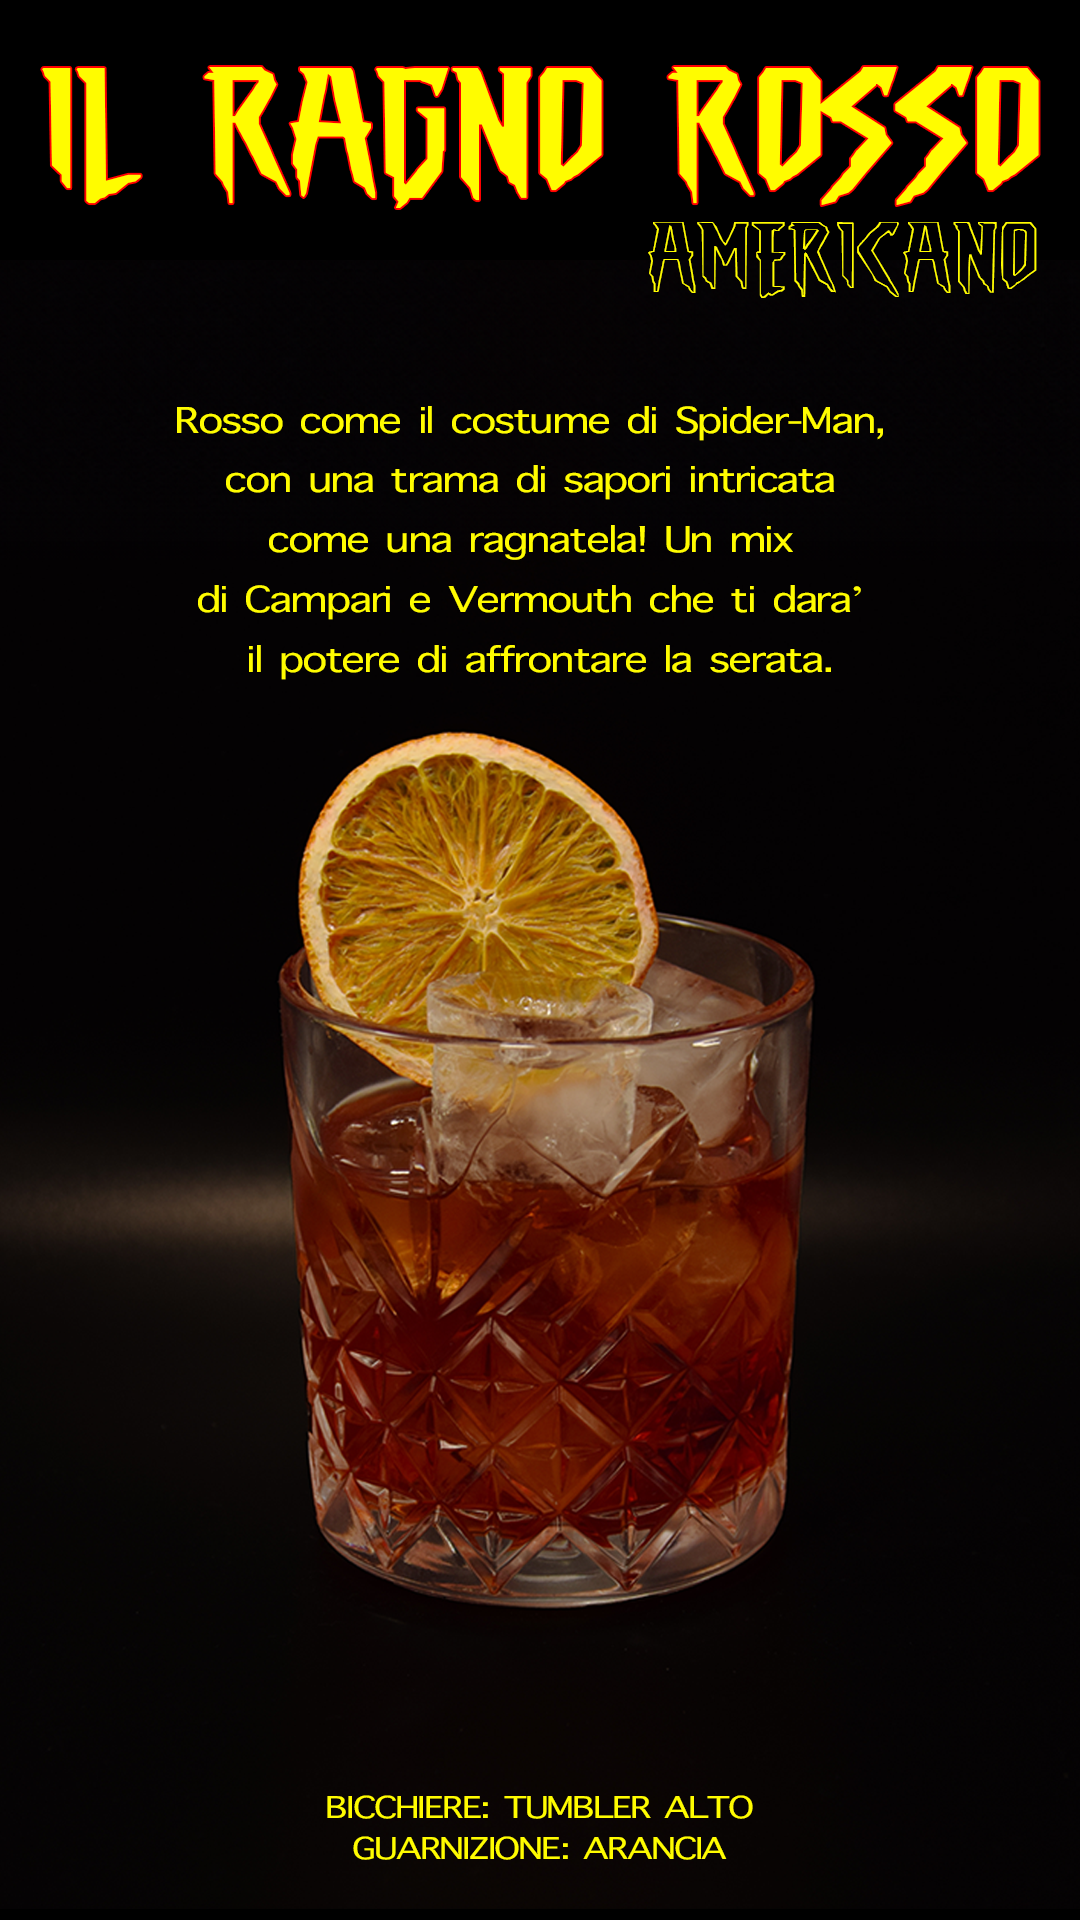 IL RAGNO ROSSO
AMERICANO
Rosso come il costume di Spider-Man,
con una trama di sapori intricata
come una ragnatela! Un mix
di Campari e Vermouth che ti dara’
il potere di affrontare la serata.
BICCHIERE: TUMBLER ALTO
GUARNIZIONE: ARANCIA